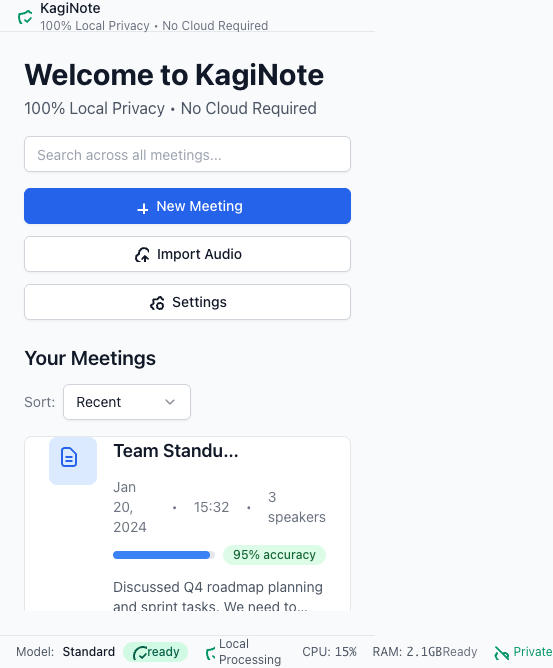 KagiNote
100% Local Privacy • No Cloud Required
Welcome to KagiNote
100% Local Privacy • No Cloud Required
Search across all meetings...
New Meeting
Import Audio
Settings
Your Meetings
Sort: Recent
Team Standu...
Jan 20, 2024 • 15:32 • 3 speakers
95% accuracy
Discussed Q4 roadmap planning
and sprint tasks. We need to...
Model: Standard ready Local Processing CPU: 15% RAM: 2.1GB Ready Private